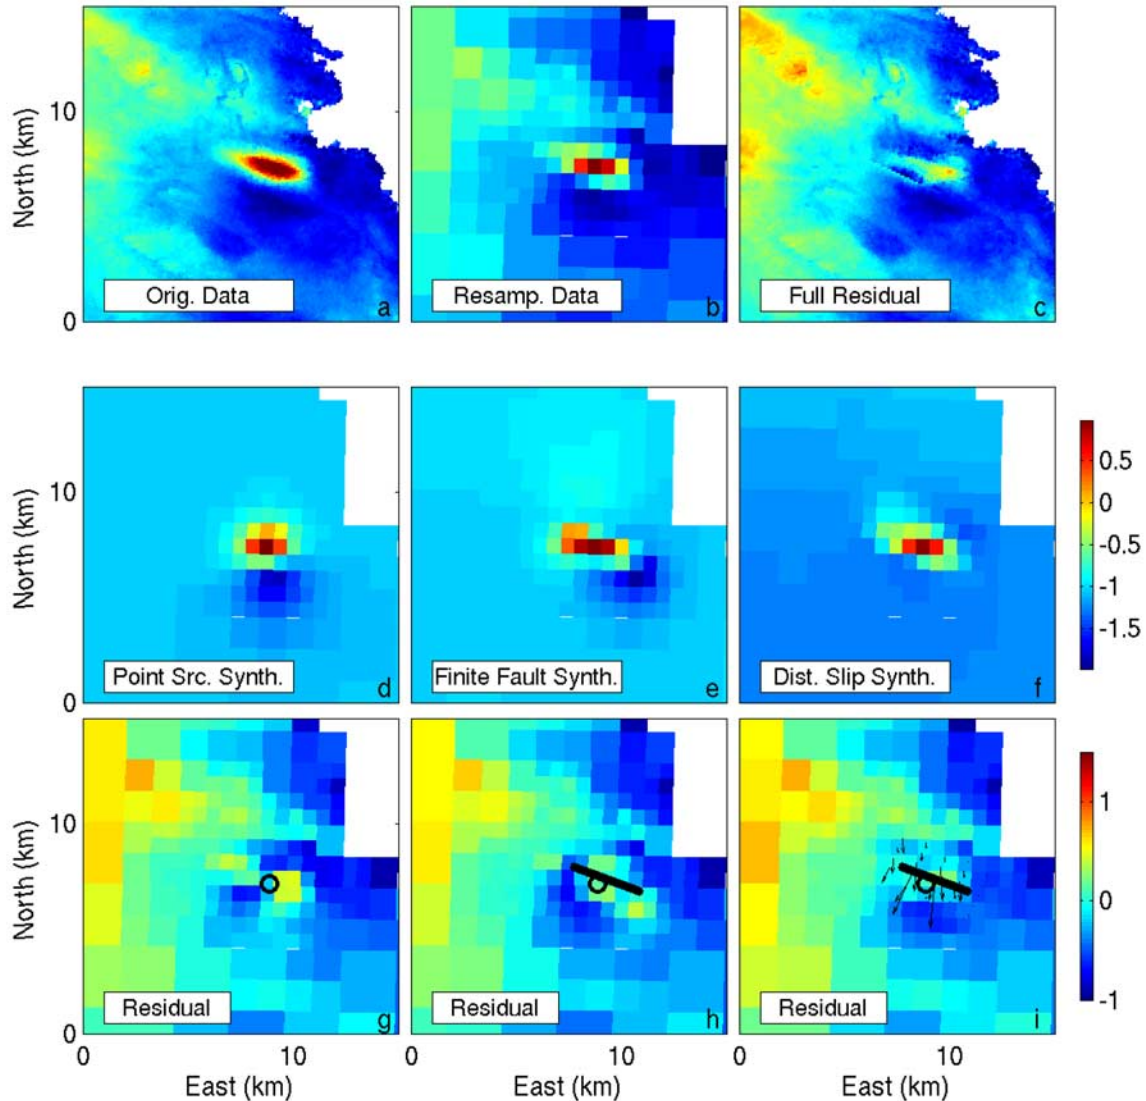 North (km)
10
0
Orig. Data
a
Resamp. Data
b
Full Residual
c
North (km)
10
0
Point Src. Synth.
d
Finite Fault Synth.
e
Dist. Slip Synth.
f
0.5
0
-0.5
-1
-1.5
North (km)
10
0
Residual
g
Residual
h
Residual
i
1
0
-1
0
10
0
10
0
10
East (km)
East (km)
East (km)